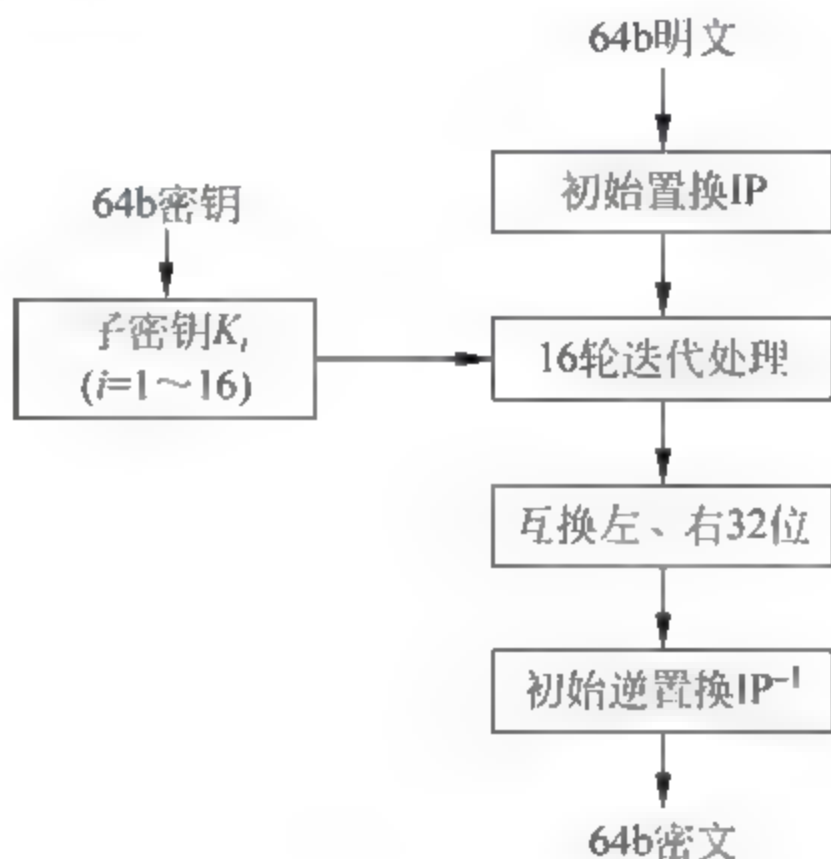 64b明文
初始置换IP
64b密钥
子密钥Kᵢ
(i=1～16)
16轮迭代处理
互换左、右32位
初始逆置换IP⁻¹
64b密文